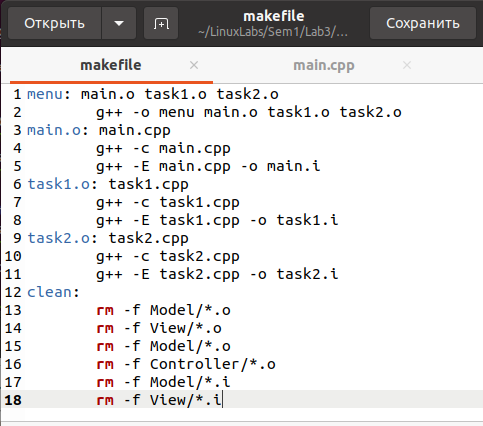 Открыть
makefile
~/LinuxLabs/Sem1/Lab3/...
Сохранить
makefile × main.cpp ×
1 menu: main.o task1.o task2.o
2 g++ -o menu main.o task1.o task2.o
3 main.o: main.cpp
4 g++ -c main.cpp
5 g++ -E main.cpp -o main.i
6 task1.o: task1.cpp
7 g++ -c task1.cpp
8 g++ -E task1.cpp -o task1.i
9 task2.o: task2.cpp
10 g++ -c task2.cpp
11 g++ -E task2.cpp -o task2.i
12 clean:
13 rm -f Model/*.o
14 rm -f View/*.o
15 rm -f Model/*.o
16 rm -f Controller/*.o
17 rm -f Model/*.i
18 rm -f View/*.i